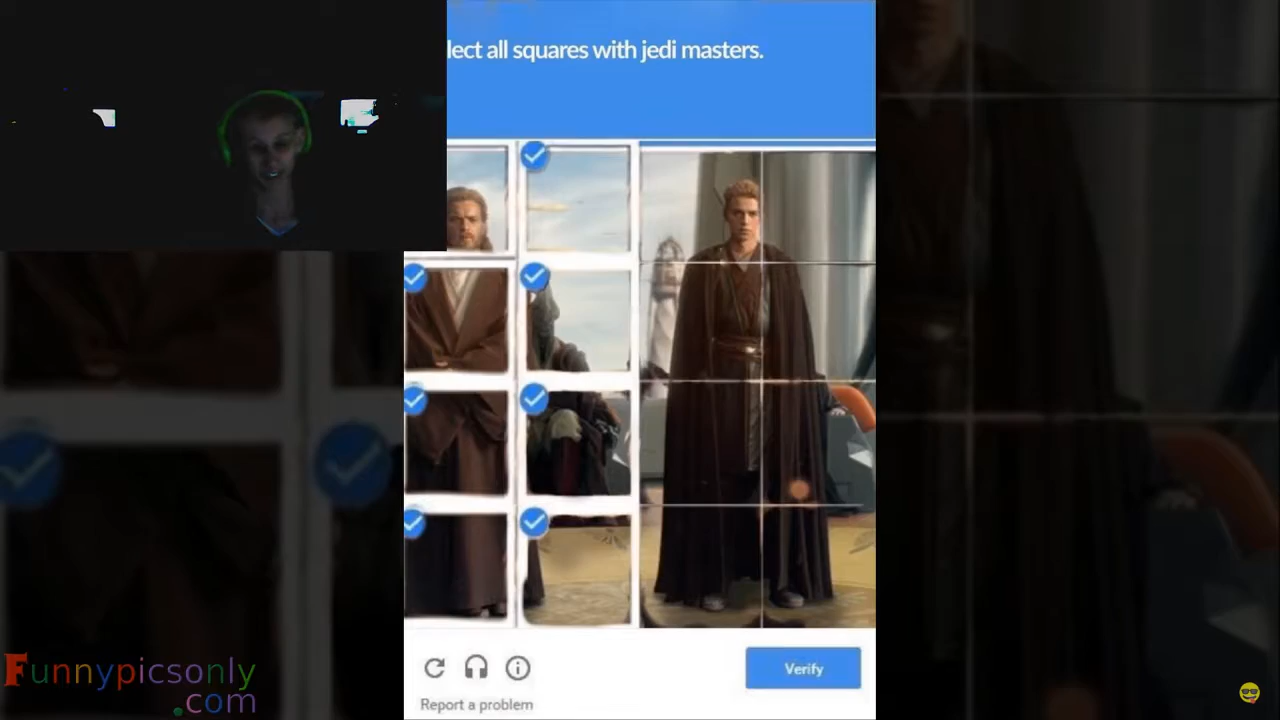 lect all squares with jedi masters.
Verify
Report a problem
Funnypicsonly
.com